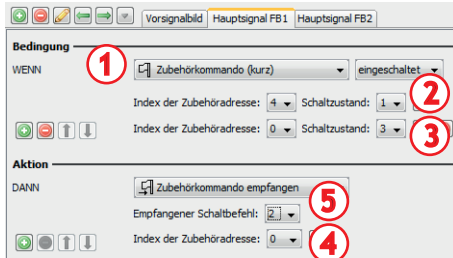 Vorsignalbild Hauptsignal FB1 Hauptsignal FB2
Bedingung
WENN 1 Zubehörkommando (kurz) eingeschaltet
Index der Zubehöradresse: 4 Schaltzustand: 1 2
Index der Zubehöradresse: 0 Schaltzustand: 3 3
Aktion
DANN Zubehörkommando empfangen
Empfangener Schaltbefehl: 2 5
Index der Zubehöradresse: 0 4